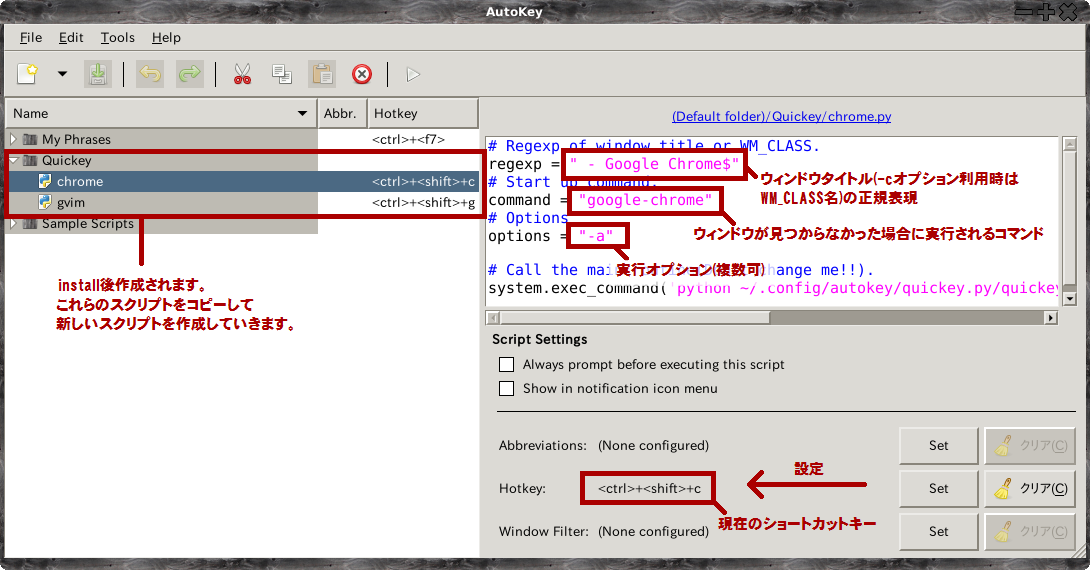 AutoKey
File Edit Tools Help
Name Abbr. Hotkey
My Phrases <ctrl>+<f7>
Quickey
chrome <ctrl>+<shift>+c
gvim <ctrl>+<shift>+g
Sample Scripts
install後作成されます。
これらのスクリプトをコピーして
新しいスクリプトを作成していきます。
(Default folder)/Quickey/chrome.py
# Regexp of window title or WM_CLASS.
regexp = " - Google Chrome$"
ウィンドウタイトル(-cオプション利用時は
WM_CLASS名)の正規表現
# Start up command.
command = "google-chrome"
ウィンドウが見つからなかった場合に実行されるコマンド
# Options
options = "-a"
実行オプション(複数可)
# Call the mai hange me!!).
system.exec_command('python ~/.config/autokey/quickey.py/quickey
Script Settings
Always prompt before executing this script
Show in notification icon menu
Abbreviations: (None configured) Set クリア(C)
設定
Hotkey: <ctrl>+<shift>+c Set クリア(C)
現在のショートカットキー
Window Filter: (None configured) Set クリア(C)